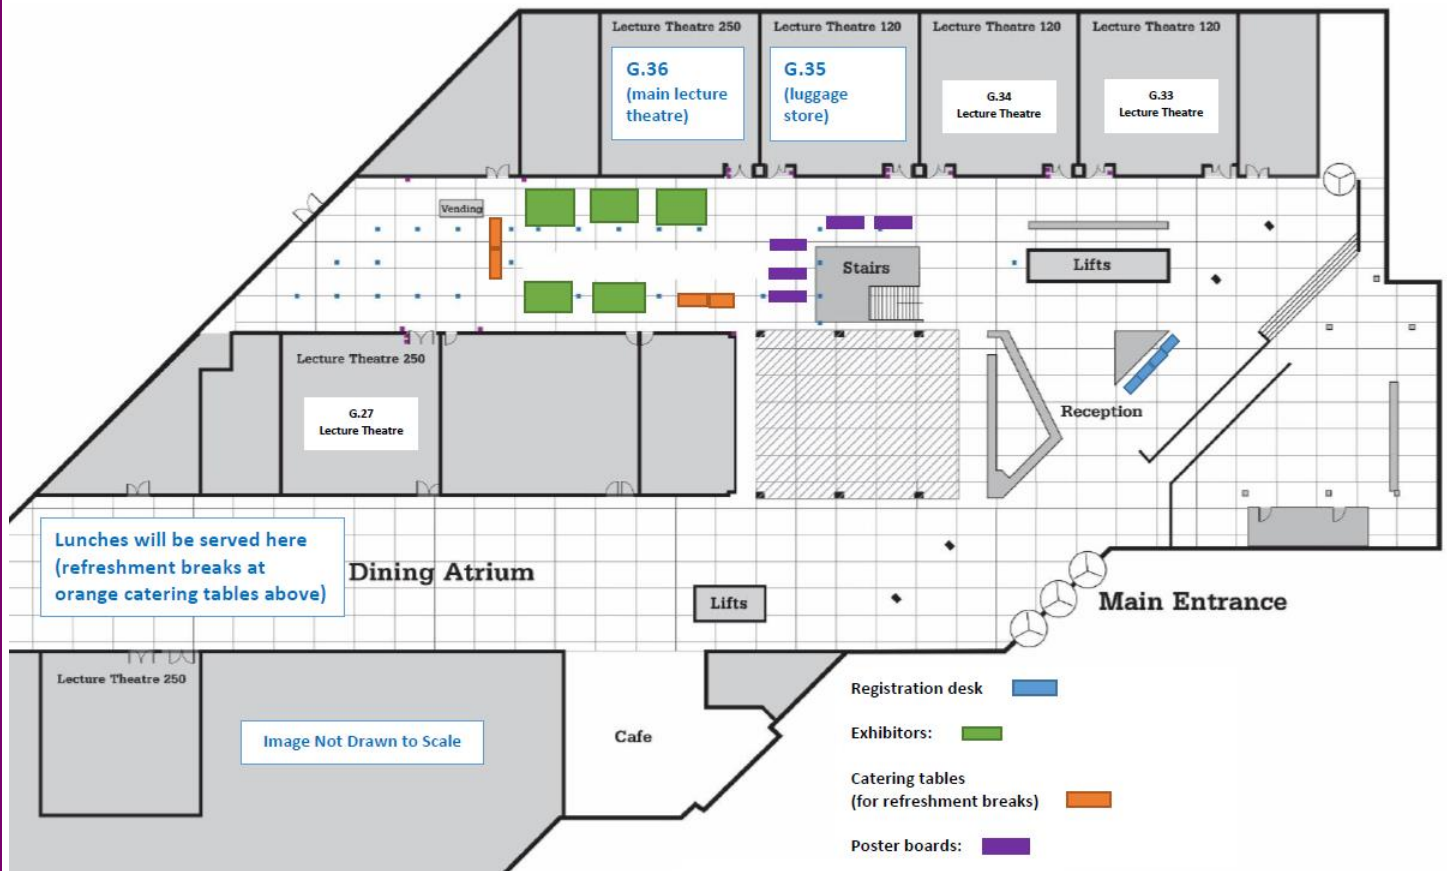 Lecture Theatre 250
Lecture Theatre 120
Lecture Theatre 120
Lecture Theatre 120
G.36
(main lecture
theatre)
G.35
(luggage
store)
G.34
Lecture Theatre
G.33
Lecture Theatre
Vending
Stairs
Lifts
Lecture Theatre 250
G.27
Lecture Theatre
Reception
Lunches will be served here
(refreshment breaks at
orange catering tables above)
Dining Atrium
Lifts
Main Entrance
Lecture Theatre 250
Image Not Drawn to Scale
Cafe
Registration desk
Exhibitors:
Catering tables
(for refreshment breaks)
Poster boards: